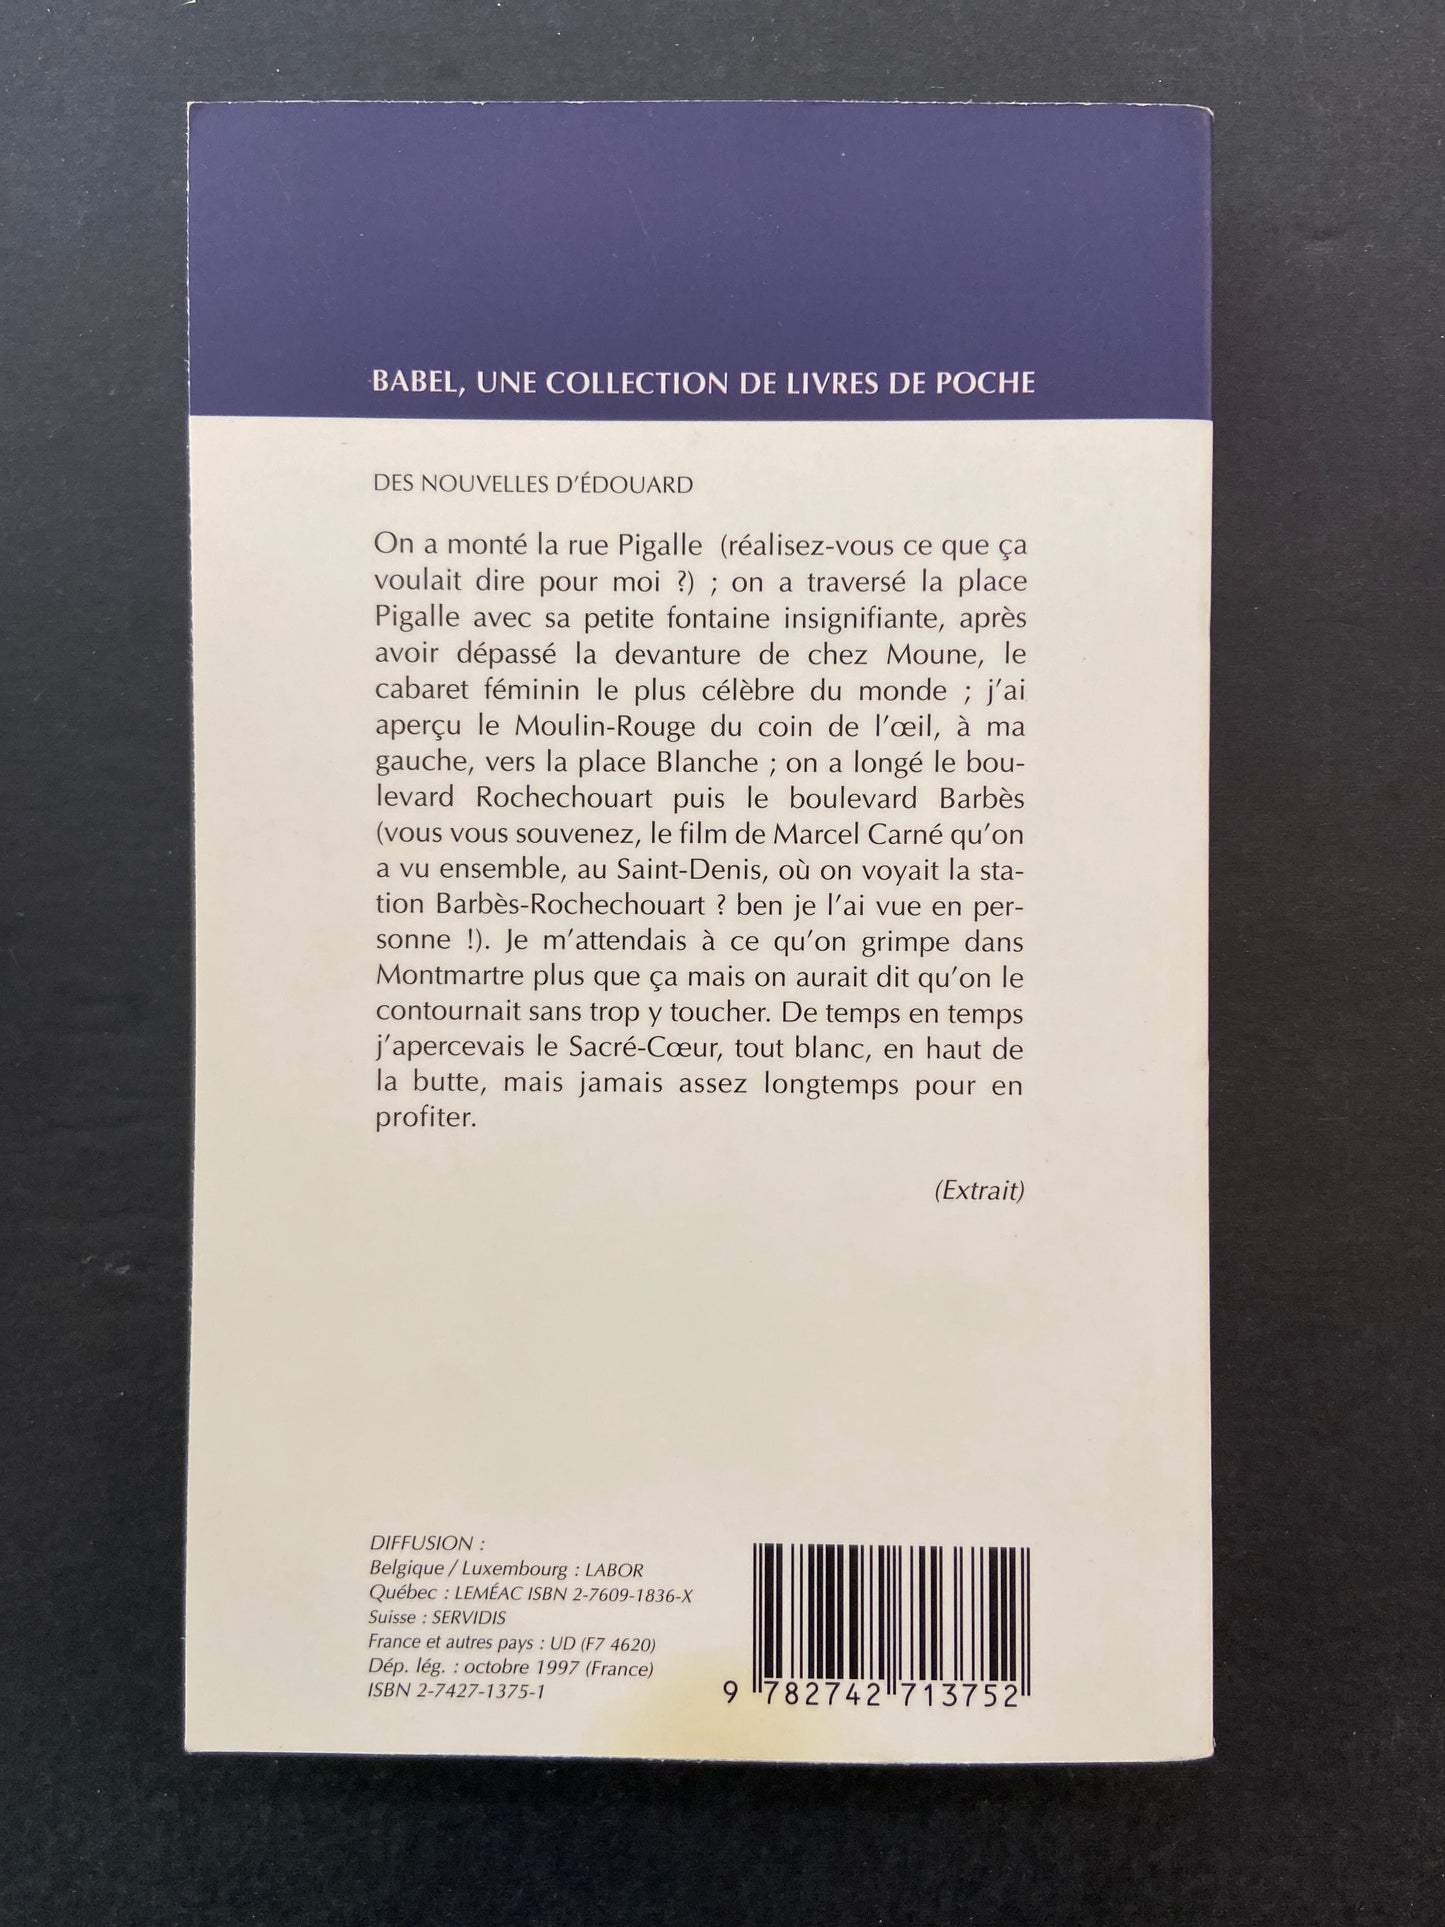 BABEL, UNE COLLECTION DE LIVRES DE POCHE
DES NOUVELLES D'ÉDOUARD
On a monté la rue Pigalle (réalisez-vous ce que ça
voulait dire pour moi ?) ; on a traversé la place
Pigalle avec sa petite fontaine insignifiante, après
avoir dépassé la devanture de chez Moune, le
cabaret féminin le plus célèbre du monde ; j'ai
aperçu le Moulin-Rouge du coin de l'œil, à ma
gauche, vers la place Blanche ; on a longé le bou-
levard Rochechouart puis le boulevard Barbès
(vous vous souvenez, le film de Marcel Carné qu'on
a vu ensemble, au Saint-Denis, où on voyait la sta-
tion Barbès-Rochechouart ? ben je l'ai vue en per-
sonne !). Je m'attendais à ce qu'on grimpe dans
Montmartre plus que ça mais on aurait dit qu'on le
contournait sans trop y toucher. De temps en temps
j'apercevais le Sacré-Cœur, tout blanc, en haut de
la butte, mais jamais assez longtemps pour en
profiter.
(Extrait)
DIFFUSION :
Belgique / Luxembourg : LABOR
Québec : LEMÉAC ISBN 2-7609-1836-X
Suisse : SERVIDIS
France et autres pays : UD (F7 4620)
Dép. lég. : octobre 1997 (France)
ISBN 2-7427-1375-1
9 782742 713752